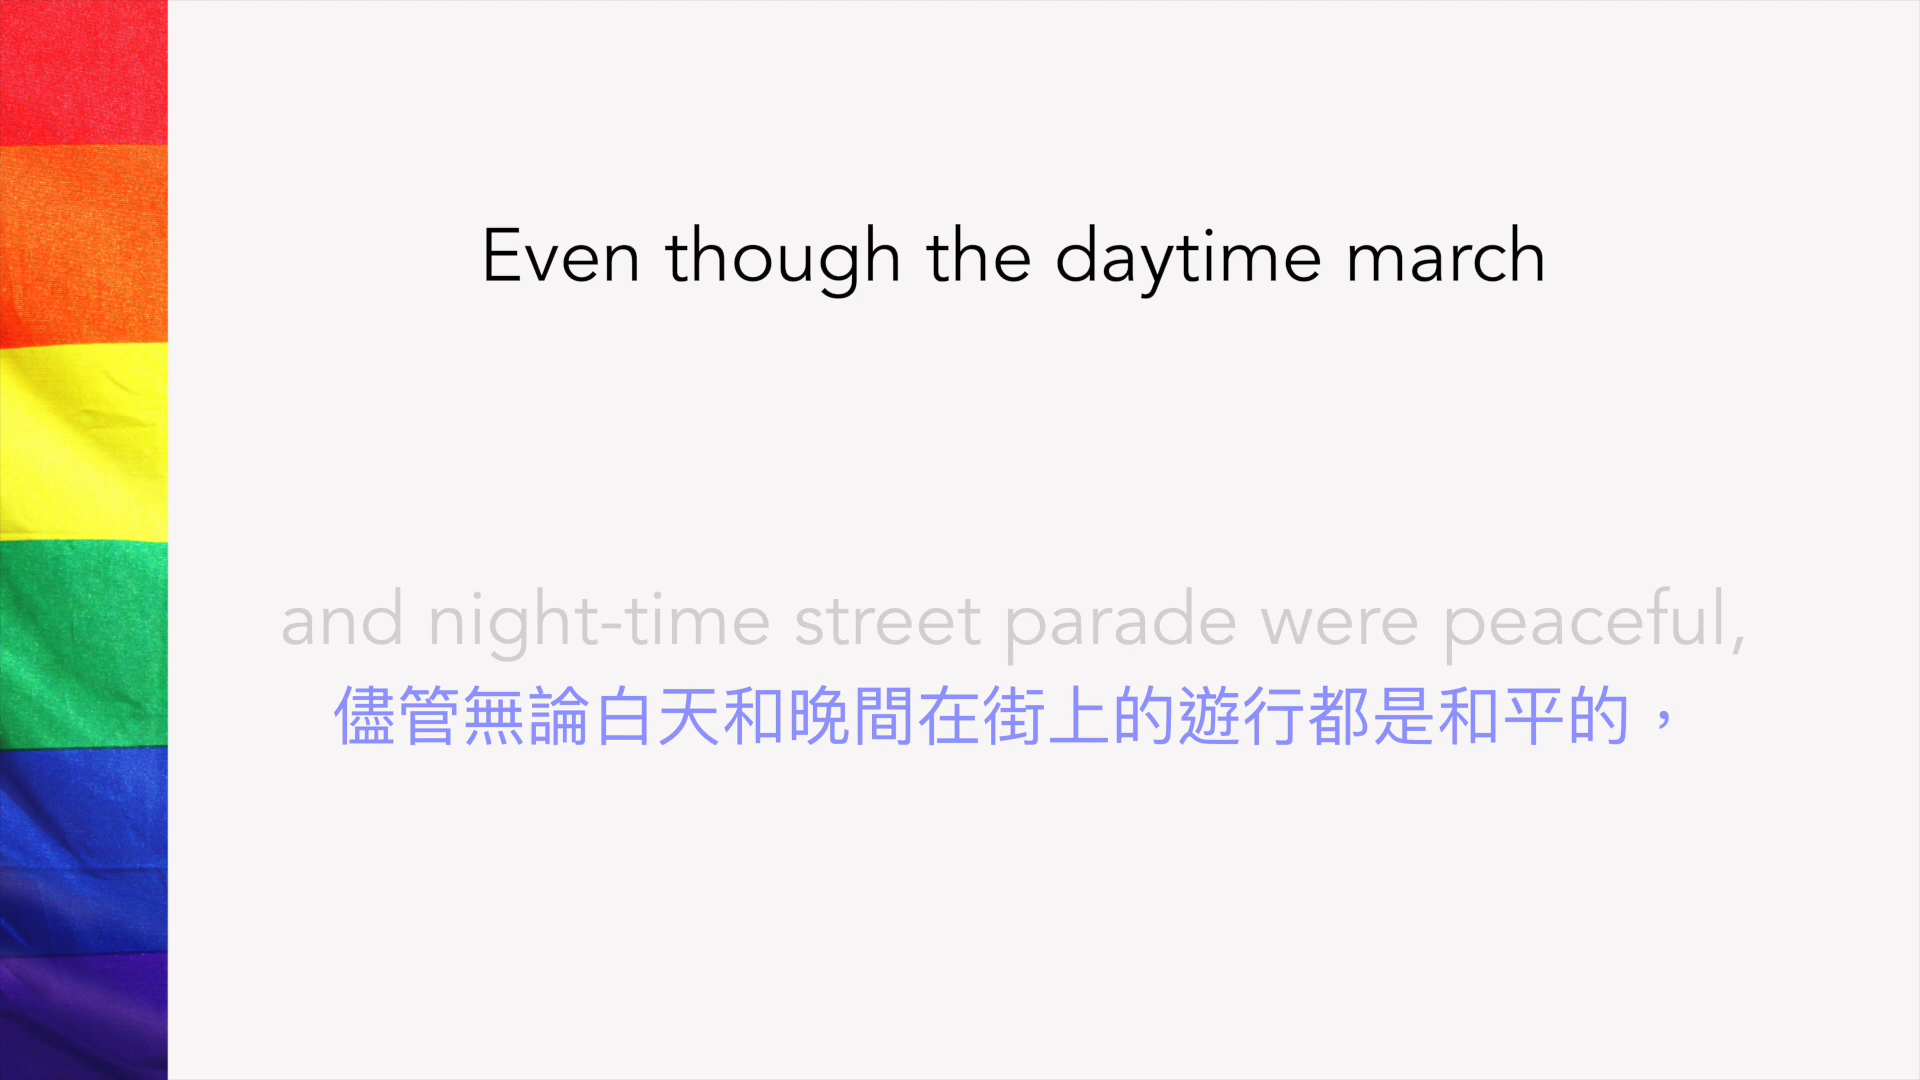 Even though the daytime march
and night-time street parade were peaceful,
儘管無論白天和晚間在街上的遊行都是和平的，